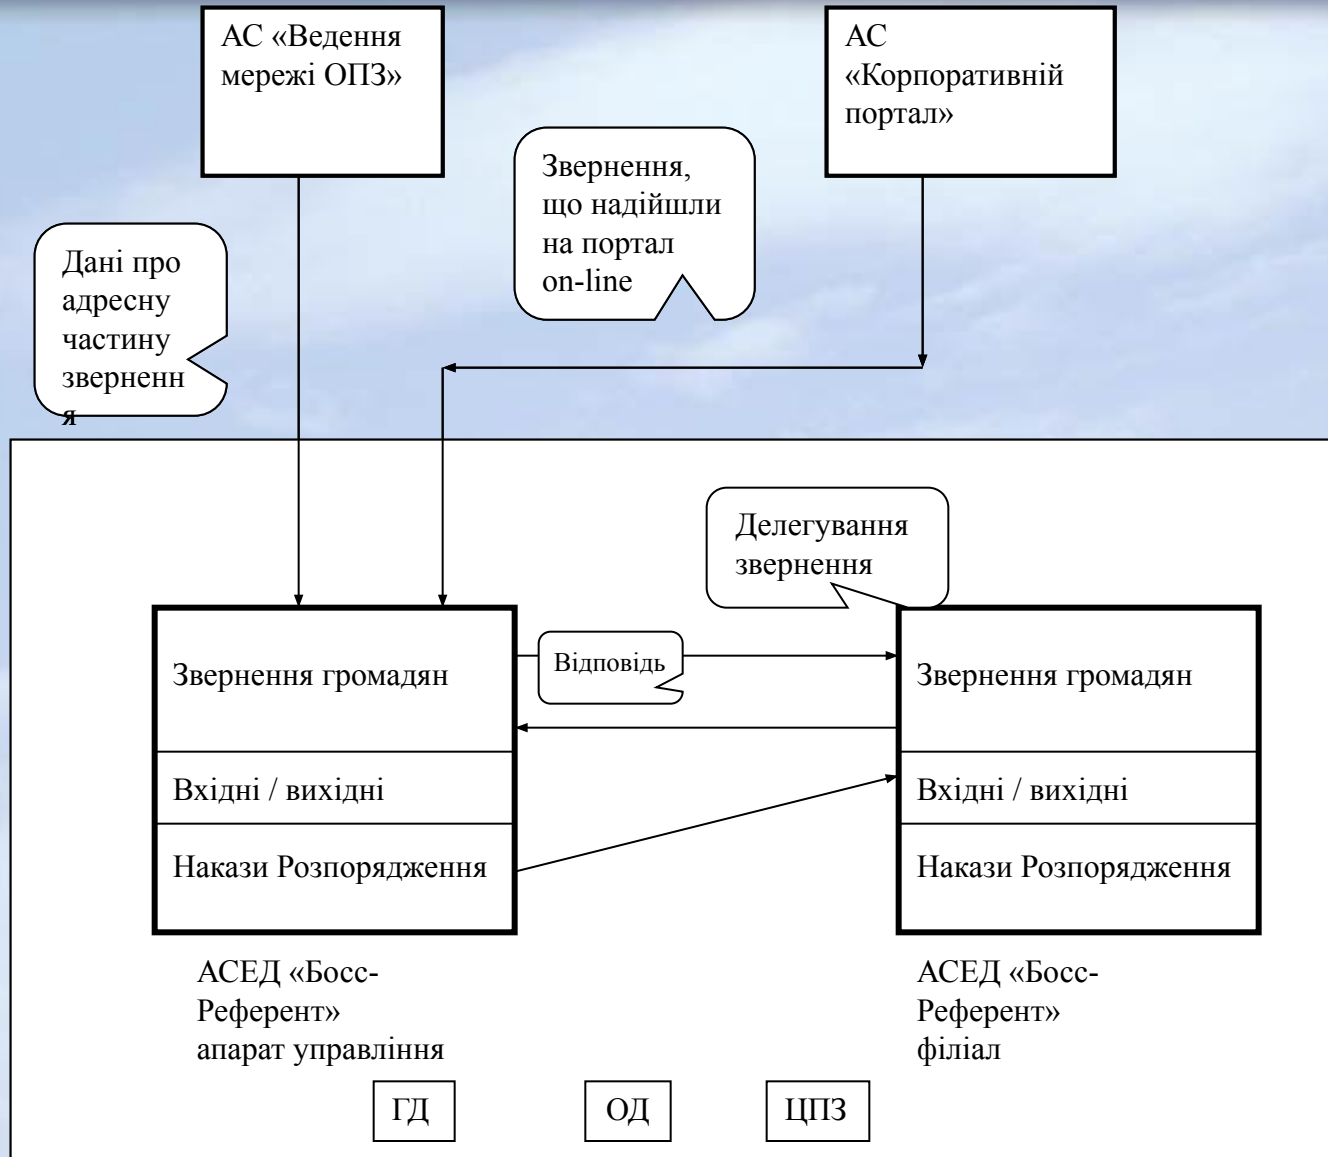 АС «Ведення
мережі ОПЗ»
АС
«Корпоративній
портал»
Звернення,
що надійшли
на портал
on-line
Дані про
адресну
частину
звернен​н
я
Делегування
звернення
Звернення громадян
Відповідь
Звернення громадян
Вхідні / вихідні
Вхідні / вихідні
Накази Розпорядження
Накази Розпорядження
АСЕД «Босс-
Референт»
апарат управління
АСЕД «Босс-
Референт»
філіал
ГД
ОД
ЦПЗ